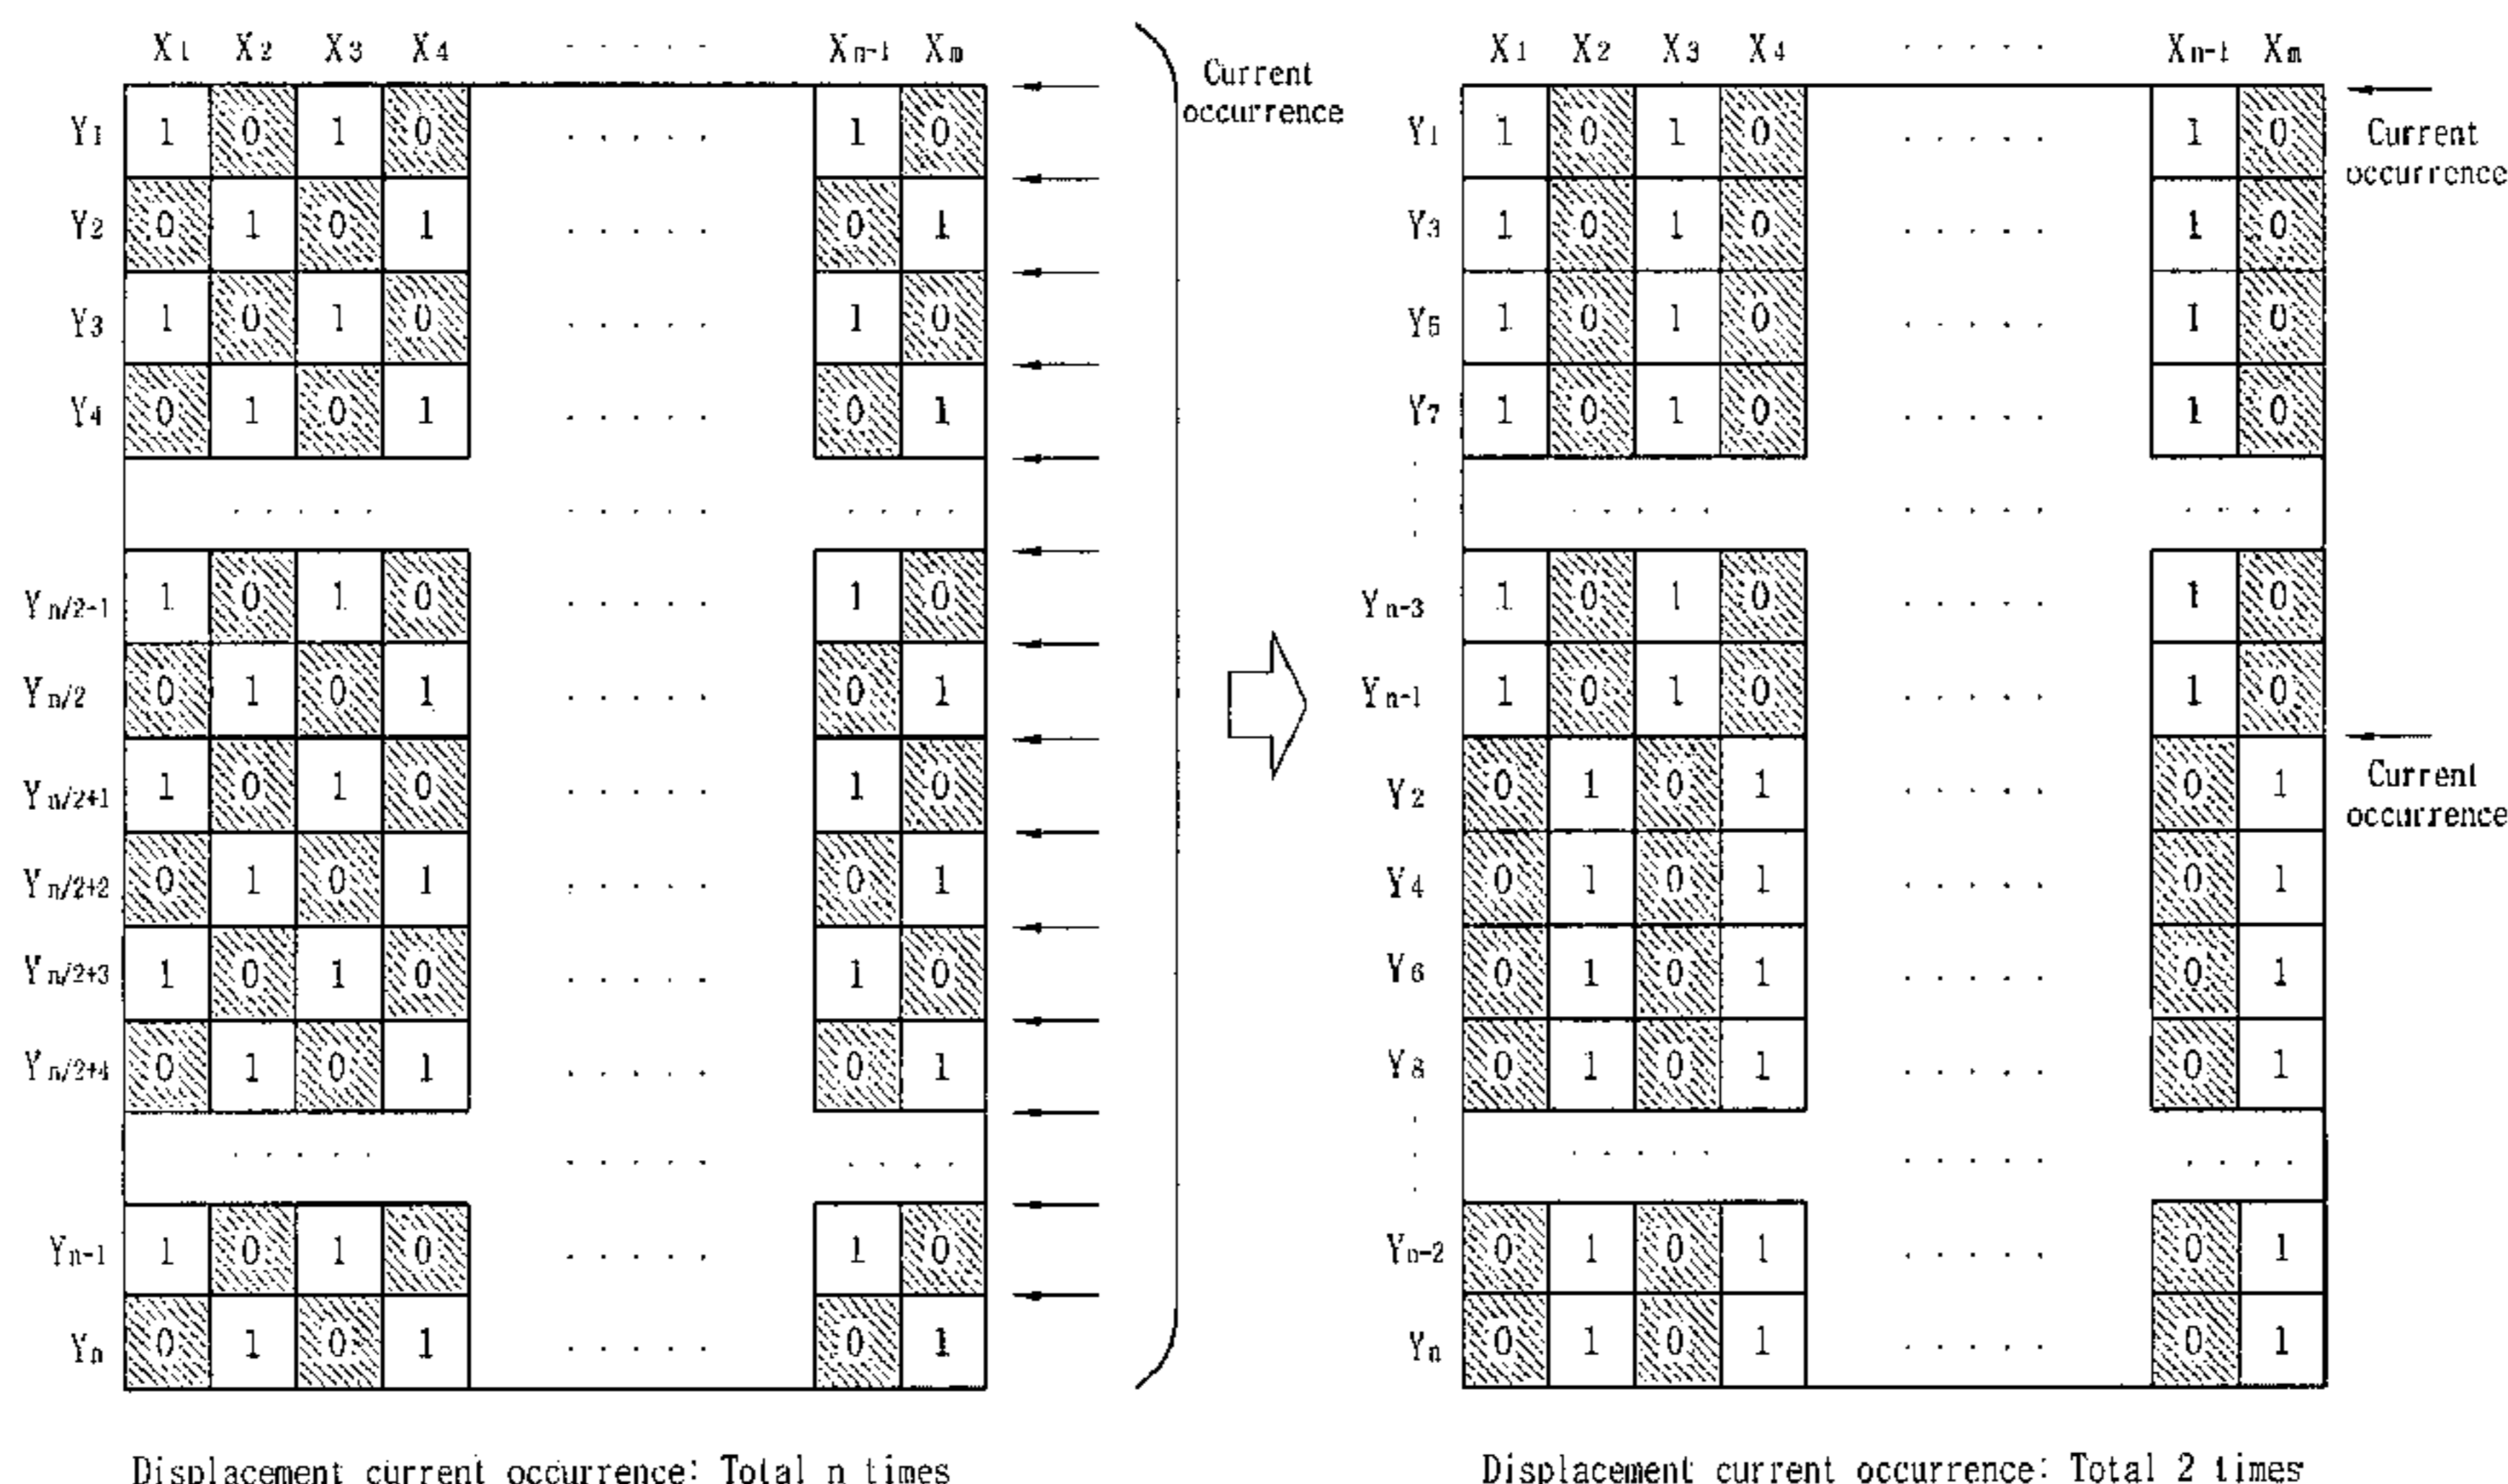 X1 X2 X3 X4 · · · · · Xn-1 Xm
Y1 1 0 1 0 · · · · · 1 0
Y2 0 1 0 1 · · · · · 0 1
Y3 1 0 1 0 · · · · · 1 0
Y4 0 1 0 1 · · · · · 0 1
· · · · · · · · · · · · · ·
Yn/2-1 1 0 1 0 · · · · · 1 0
Yn/2 0 1 0 1 · · · · · 0 1
Yn/2+1 1 0 1 0 · · · · · 1 0
Yn/2+2 0 1 0 1 · · · · · 0 1
Yn/2+3 1 0 1 0 · · · · · 1 0
Yn/2+4 0 1 0 1 · · · · · 0 1
· · · · · · · · · · · · · ·
Yn-1 1 0 1 0 · · · · · 1 0
Yn 0 1 0 1 · · · · · 0 1
Current
occurrence
Displacement current occurrence: Total n times
X1 X2 X3 X4 · · · · · Xn-1 Xm
Y1 1 0 1 0 · · · · · 1 0
Y3 1 0 1 0 · · · · · 1 0
Y5 1 0 1 0 · · · · · 1 0
Y7 1 0 1 0 · · · · · 1 0
· · · · · · · · · · · · · ·
Yn-3 1 0 1 0 · · · · · 1 0
Yn-1 1 0 1 0 · · · · · 1 0
Y2 0 1 0 1 · · · · · 0 1
Y4 0 1 0 1 · · · · · 0 1
Y6 0 1 0 1 · · · · · 0 1
Y8 0 1 0 1 · · · · · 0 1
· · · · · · · · · · · · · ·
Yn-2 0 1 0 1 · · · · · 0 1
Yn 0 1 0 1 · · · · · 0 1
Current
occurrence
Current
occurrence
Displacement current occurrence: Total 2 times